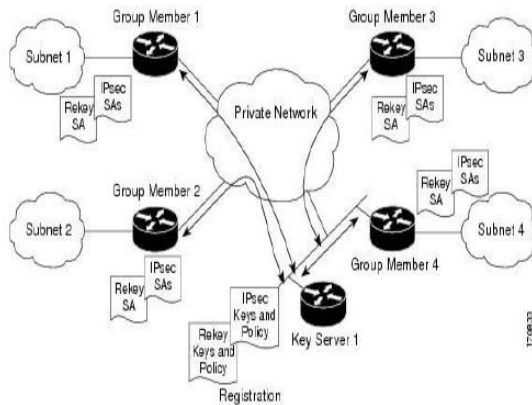 Group Member 1
Group Member 3
Subnet 1
Subnet 3
IPsec
SAs
Rekey
SA
Private Network
IPsec
SAs
Rekey
SA
IPsec
SAs
Rekey
SA
Group Member 2
Subnet 2
Subnet 4
Group Member 4
IPsec
SAs
Rekey
SA
IPsec
Keys and
Policy
Rekey
Keys and
Policy
Key Server 1
Registration
170833